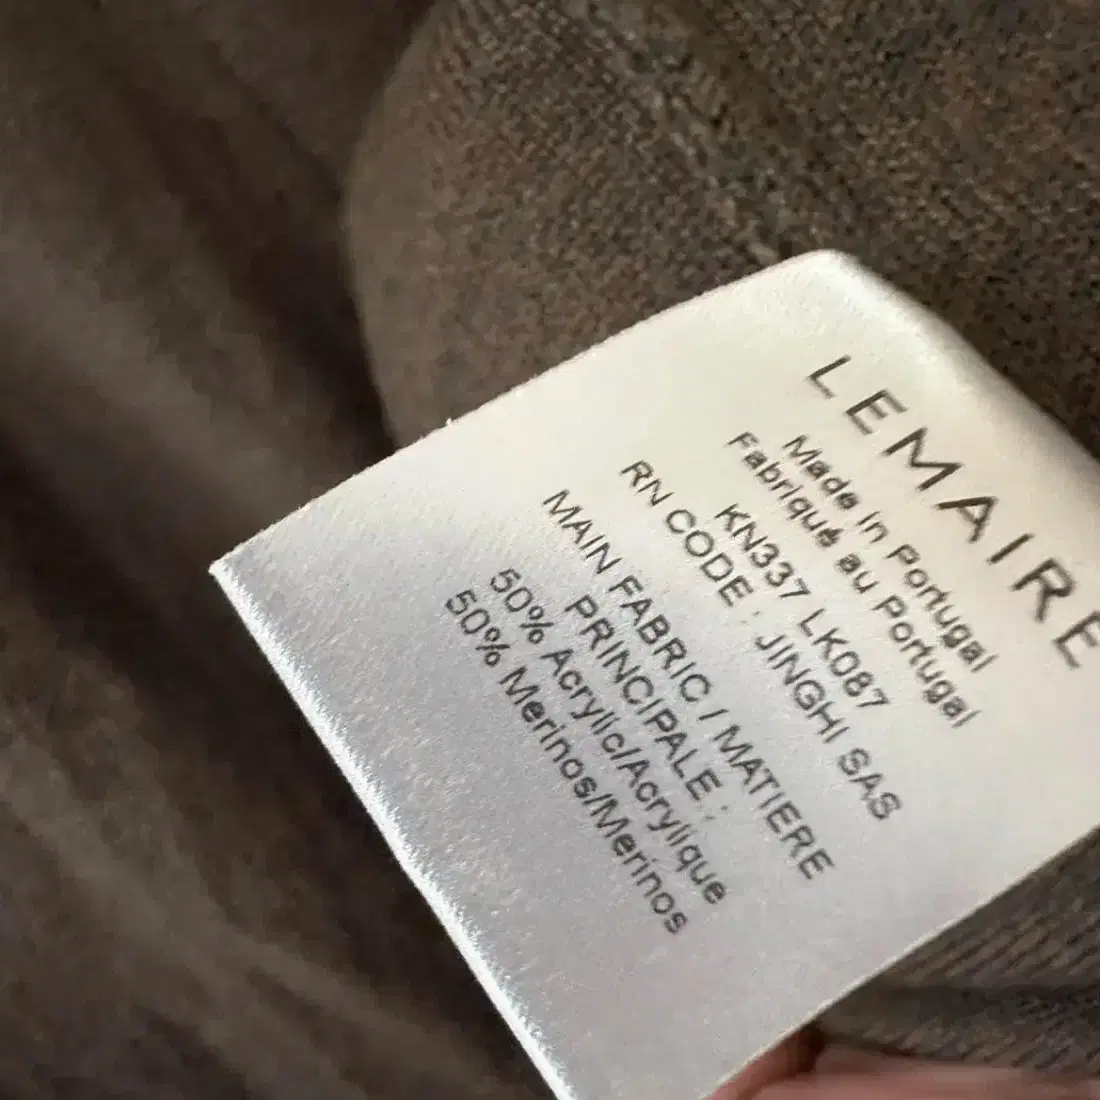 LEMAIRE
Made in Portugal
Fabriqué au Portugal
KN337 LK087
RN CODE : JINGHI SAS
MAIN FABRIC / MATIERE
PRINCIPALE :
50% Acrylic/Acrylique
50% Merinos/Merinos